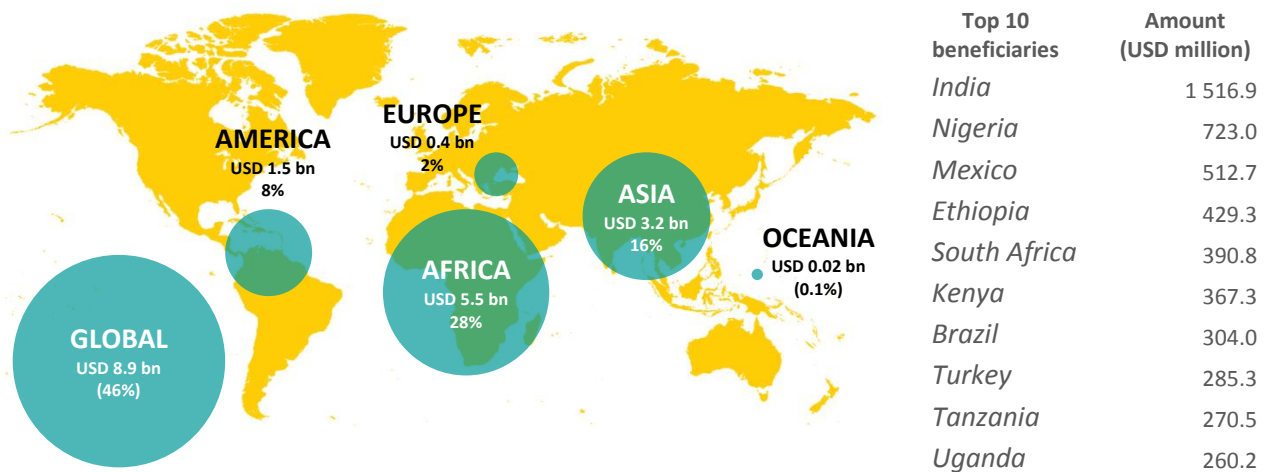 AMERICA
USD 1.5 bn
8%
EUROPE
USD 0.4 bn
2%
ASIA
USD 3.2 bn
16%
OCEANIA
USD 0.02 bn
(0.1%)
AFRICA
USD 5.5 bn
28%
GLOBAL
USD 8.9 bn
(46%)
Top 10 beneficiaries Amount (USD million)
India 1 516.9
Nigeria 723.0
Mexico 512.7
Ethiopia 429.3
South Africa 390.8
Kenya 367.3
Brazil 304.0
Turkey 285.3
Tanzania 270.5
Uganda 260.2